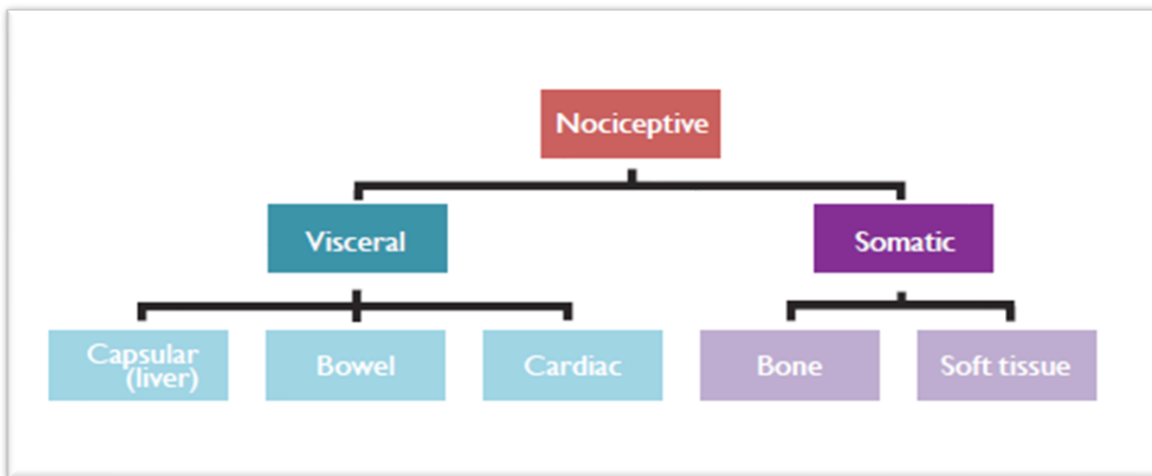 Nociceptive
Visceral
Somatic
Capsular
(liver)
Bowel
Cardiac
Bone
Soft tissue